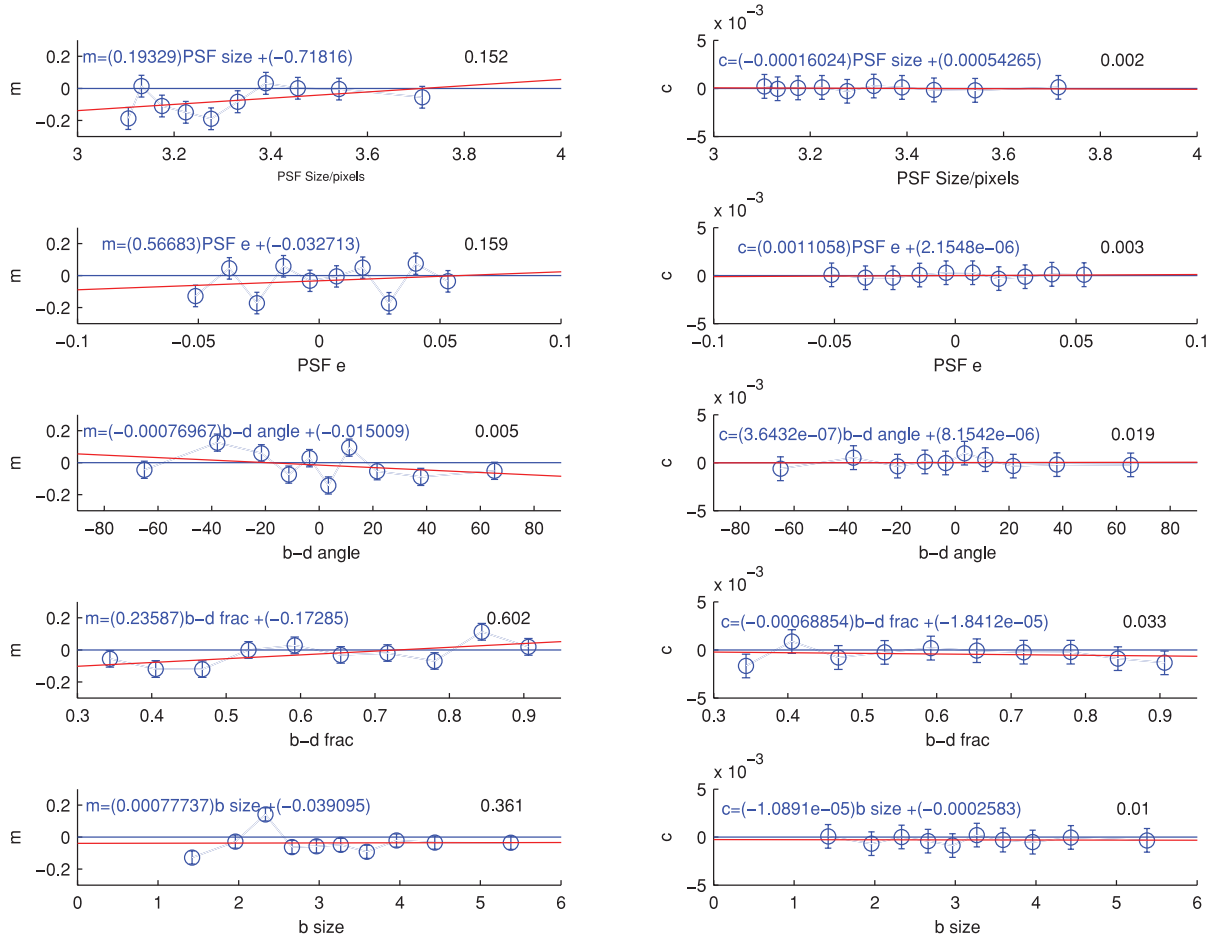 x 10⁻³
m=(0.19329)PSF size +(−0.71816) 0.152
0.2
0
−0.2
m
3 3.2 3.4 3.6 3.8 4
PSF Size/pixels
c=(−0.00016024)PSF size +(0.00054265) 0.002
5
0
−5
c
3 3.2 3.4 3.6 3.8 4
PSF Size/pixels
m=(0.56683)PSF e +(−0.032713) 0.159
0.2
0
−0.2
m
−0.1 −0.05 0 0.05 0.1
PSF e
x 10⁻³
c=(0.0011058)PSF e +(2.1548e−06) 0.003
5
0
−5
c
−0.1 −0.05 0 0.05 0.1
PSF e
m=(−0.00076967)b−d angle +(−0.015009) 0.005
0.2
0
−0.2
m
−80 −60 −40 −20 0 20 40 60 80
b−d angle
x 10⁻³
c=(3.6432e−07)b−d angle +(8.1542e−06) 0.019
5
0
−5
c
−80 −60 −40 −20 0 20 40 60 80
b−d angle
m=(0.23587)b−d frac +(−0.17285) 0.602
0.2
0
−0.2
m
0.3 0.4 0.5 0.6 0.7 0.8 0.9
b−d frac
x 10⁻³
c=(−0.00068854)b−d frac +(−1.8412e−05) 0.033
5
0
−5
c
0.3 0.4 0.5 0.6 0.7 0.8 0.9
b−d frac
m=(0.00077737)b size +(−0.039095) 0.361
0.2
0
−0.2
m
0 1 2 3 4 5 6
b size
x 10⁻³
c=(−1.0891e−05)b size +(−0.0002583) 0.01
5
0
−5
c
0 1 2 3 4 5 6
b size